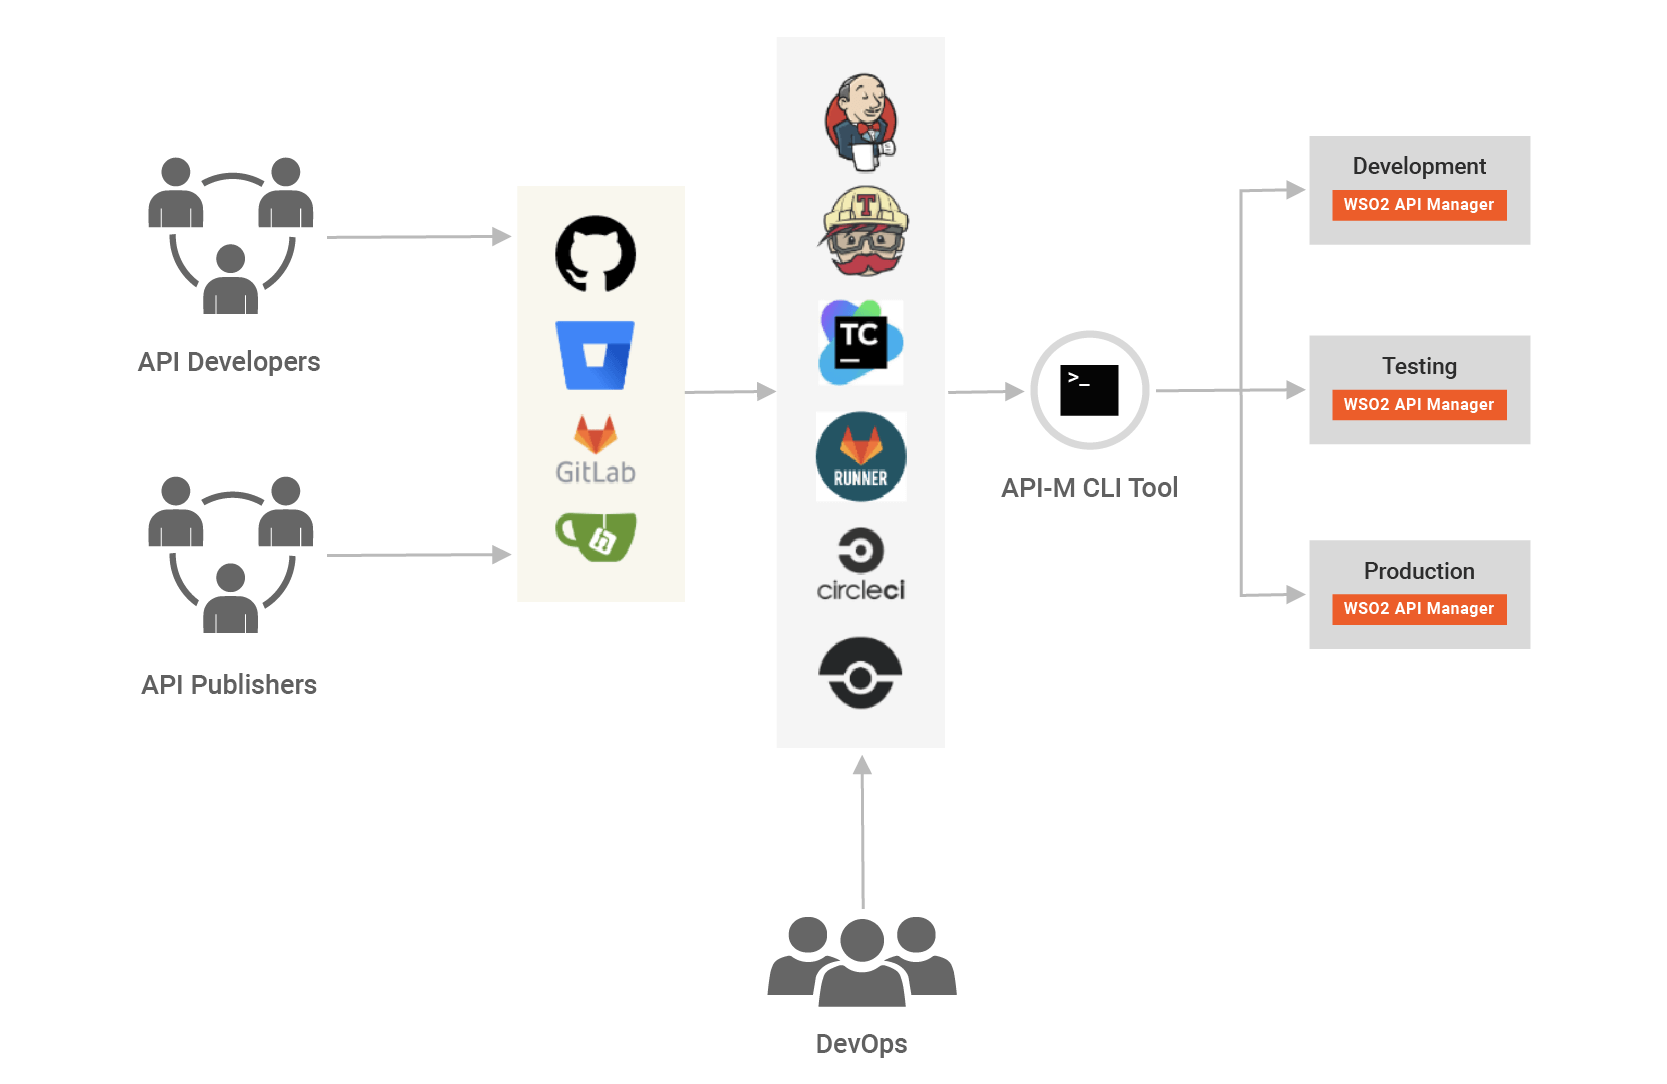 API Developers
API Publishers
GitLab
T
TC
RUNNER
circleci
>_
API-M CLI Tool
Development
WSO2 API Manager
Testing
WSO2 API Manager
Production
WSO2 API Manager
DevOps